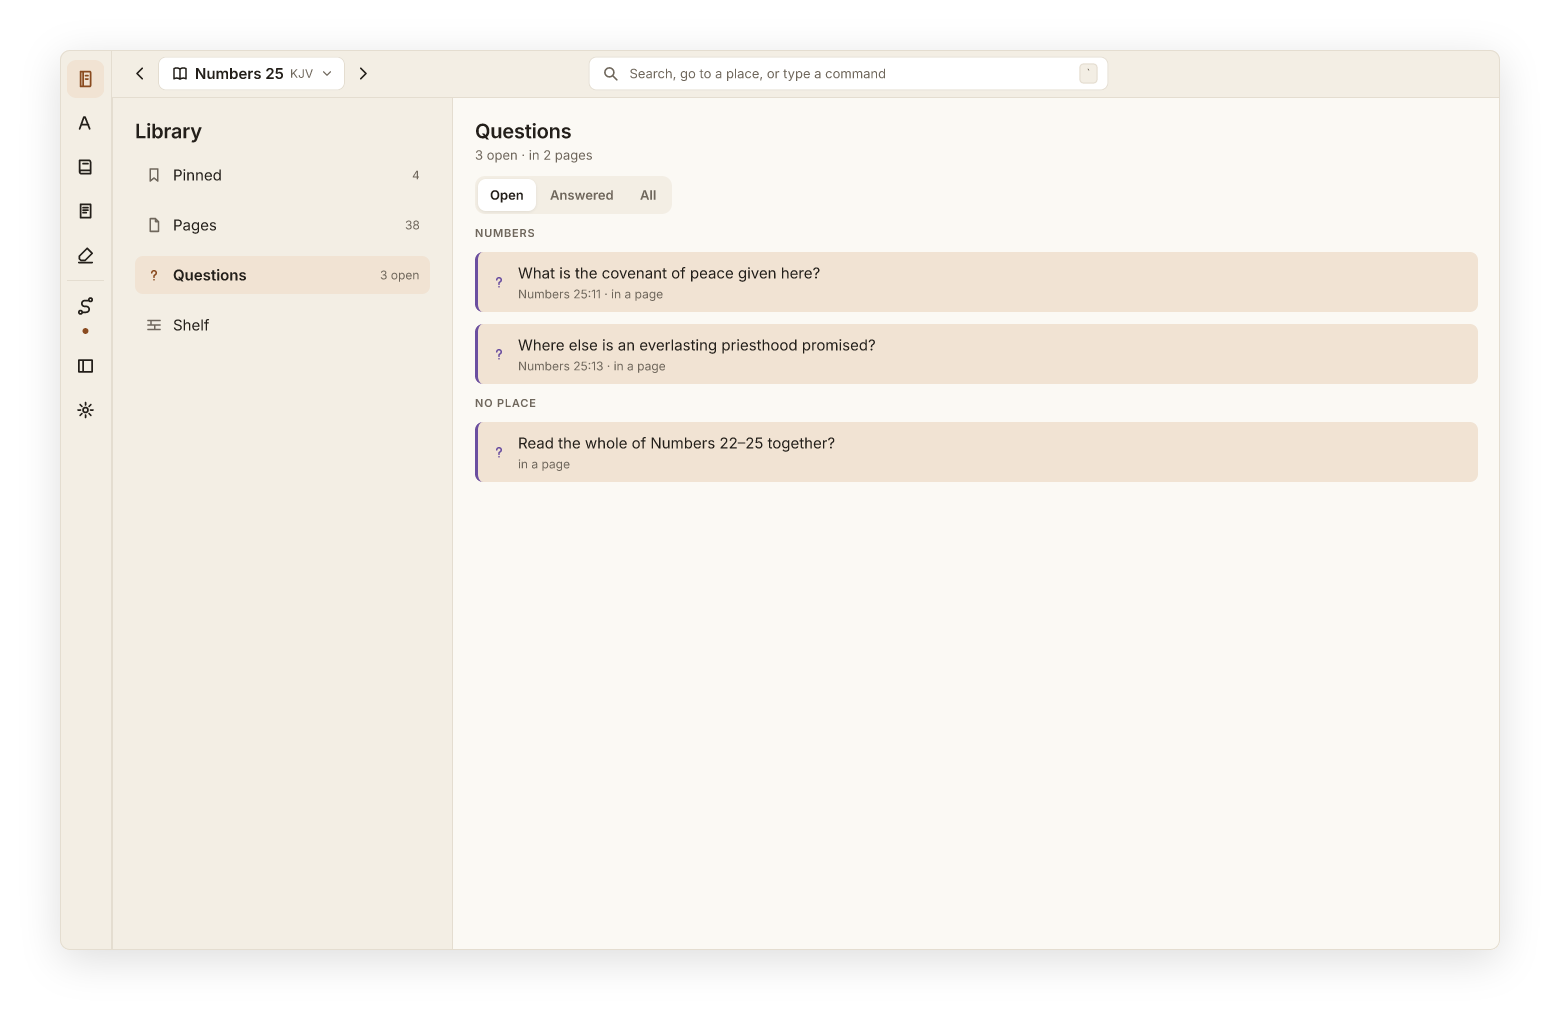 Numbers 25 KJV
Search, go to a place, or type a command
Library
Pinned 4
Pages 38
? Questions 3 open
Shelf
Questions
3 open · in 2 pages
Open Answered All
NUMBERS
? What is the covenant of peace given here?
Numbers 25:11 · in a page
? Where else is an everlasting priesthood promised?
Numbers 25:13 · in a page
NO PLACE
? Read the whole of Numbers 22–25 together?
in a page